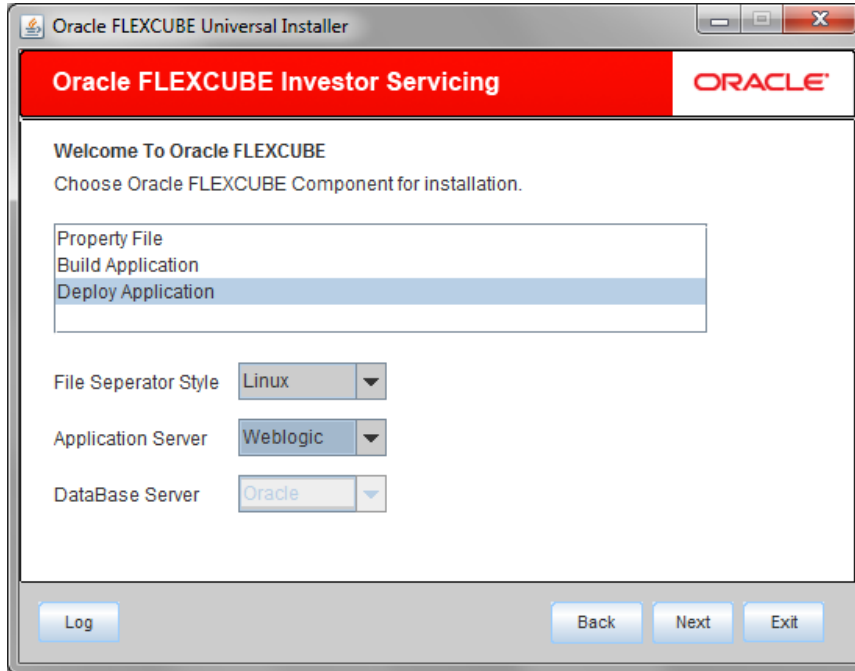 Oracle FLEXCUBE Universal Installer
Oracle FLEXCUBE Investor Servicing
ORACLE
Welcome To Oracle FLEXCUBE
Choose Oracle FLEXCUBE Component for installation.
Property File
Build Application
Deploy Application
File Seperator Style Linux
Application Server Weblogic
DataBase Server Oracle
Log Back Next Exit